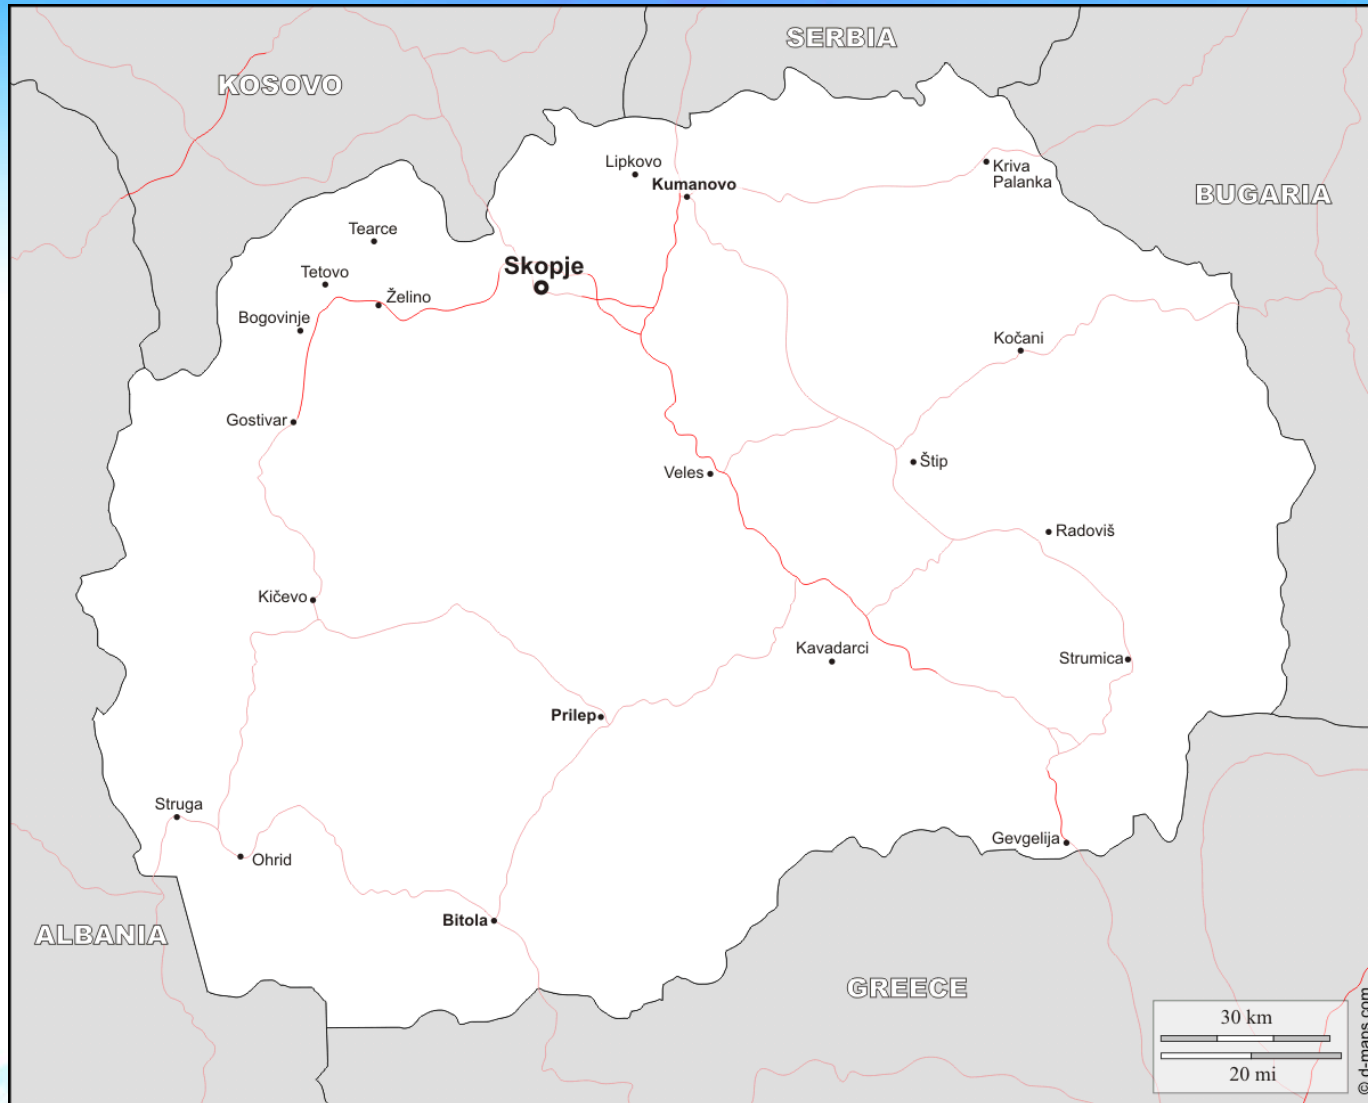 SERBIA
KOSOVO
Lipkovo
Kumanovo
Kriva
Palanka
BUGARIA
Tearce
Skopje
Tetovo
Želino
Bogovinje
Kočani
Gostivar
Štip
Veles
Radoviš
Kičevo
Kavadarci
Strumica
Prilep
Struga
Gevgelija
Ohrid
Bitola
ALBANIA
GREECE
30 km
20 mi
© d-maps.com